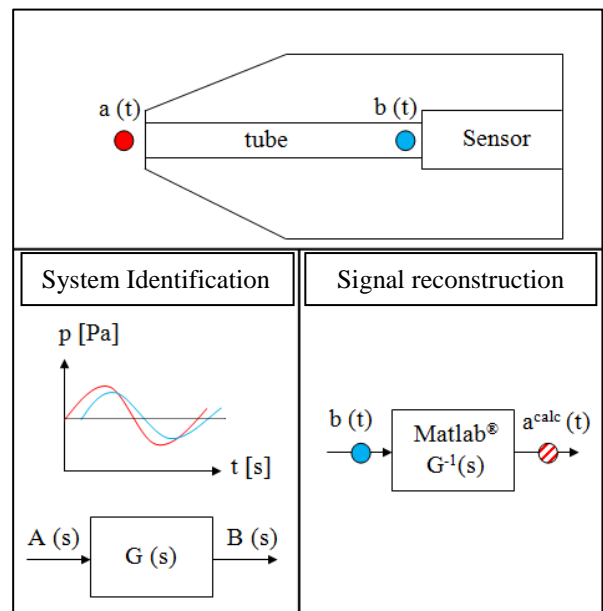 a (t)
b (t)
tube
Sensor
System Identification
p [Pa]
t [s]
A (s)
G (s)
B (s)
Signal reconstruction
b (t)
Matlab®
G⁻¹(s)
aᶜᵃˡᶜ (t)